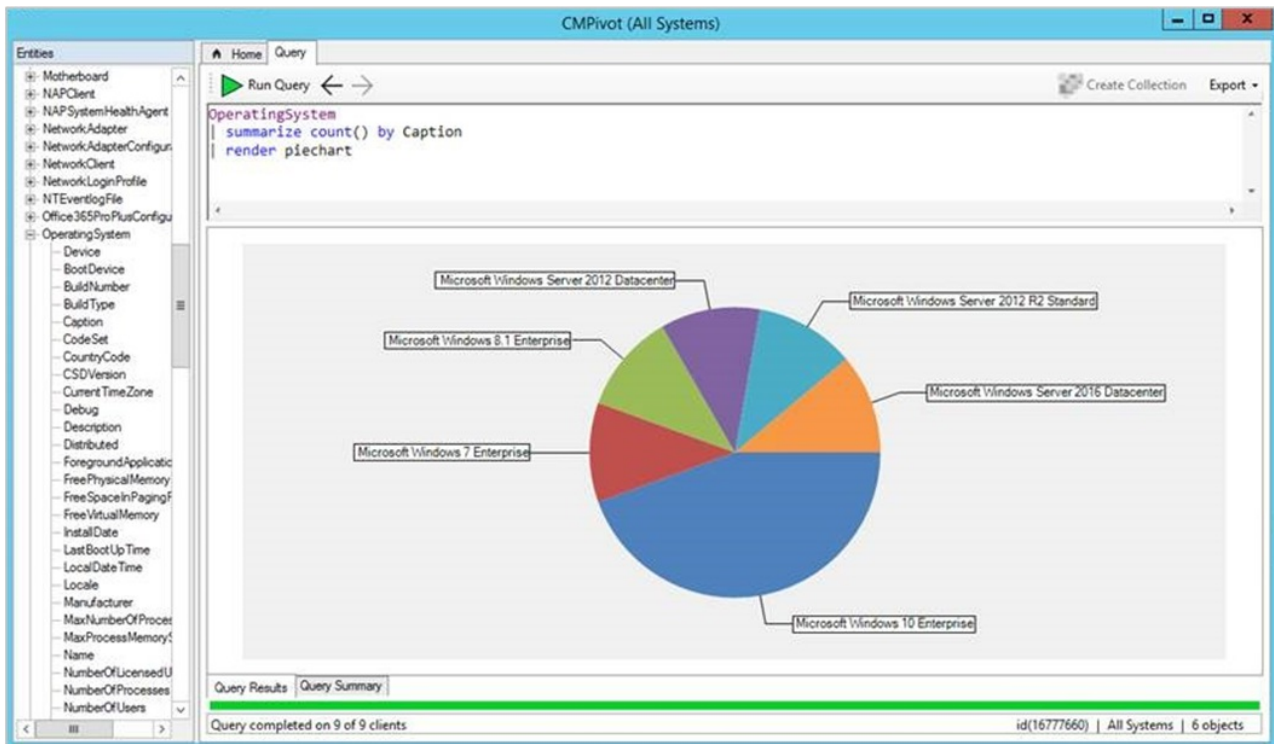 CMPivot (All Systems)
Entities
Motherboard
NAPClient
NAPSystemHealthAgent
NetworkAdapter
NetworkAdapterConfigur
NetworkClient
NetworkLoginProfile
NTEventlogFile
Office365ProPlusConfigu
OperatingSystem
Device
BootDevice
BuildNumber
BuildType
Caption
CodeSet
CountryCode
CSDVersion
CurrentTimeZone
Debug
Description
Distributed
ForegroundApplicatic
FreePhysicalMemory
FreeSpaceInPagingF
FreeVirtualMemory
InstallDate
LastBootUpTime
LocalDateTime
Locale
Manufacturer
MaxNumberOfProces
MaxProcessMemoryS
Name
NumberOfLicensedU
NumberOfProcesses
NumberOfUsers
Home Query
Run Query
Create Collection Export
OperatingSystem
| summarize count() by Caption
| render piechart
Microsoft Windows Server 2012 Datacenter
Microsoft Windows Server 2012 R2 Standard
Microsoft Windows 8.1 Enterprise
Microsoft Windows Server 2016 Datacenter
Microsoft Windows 7 Enterprise
Microsoft Windows 10 Enterprise
Query Results Query Summary
Query completed on 9 of 9 clients
id(16777660) | All Systems | 6 objects